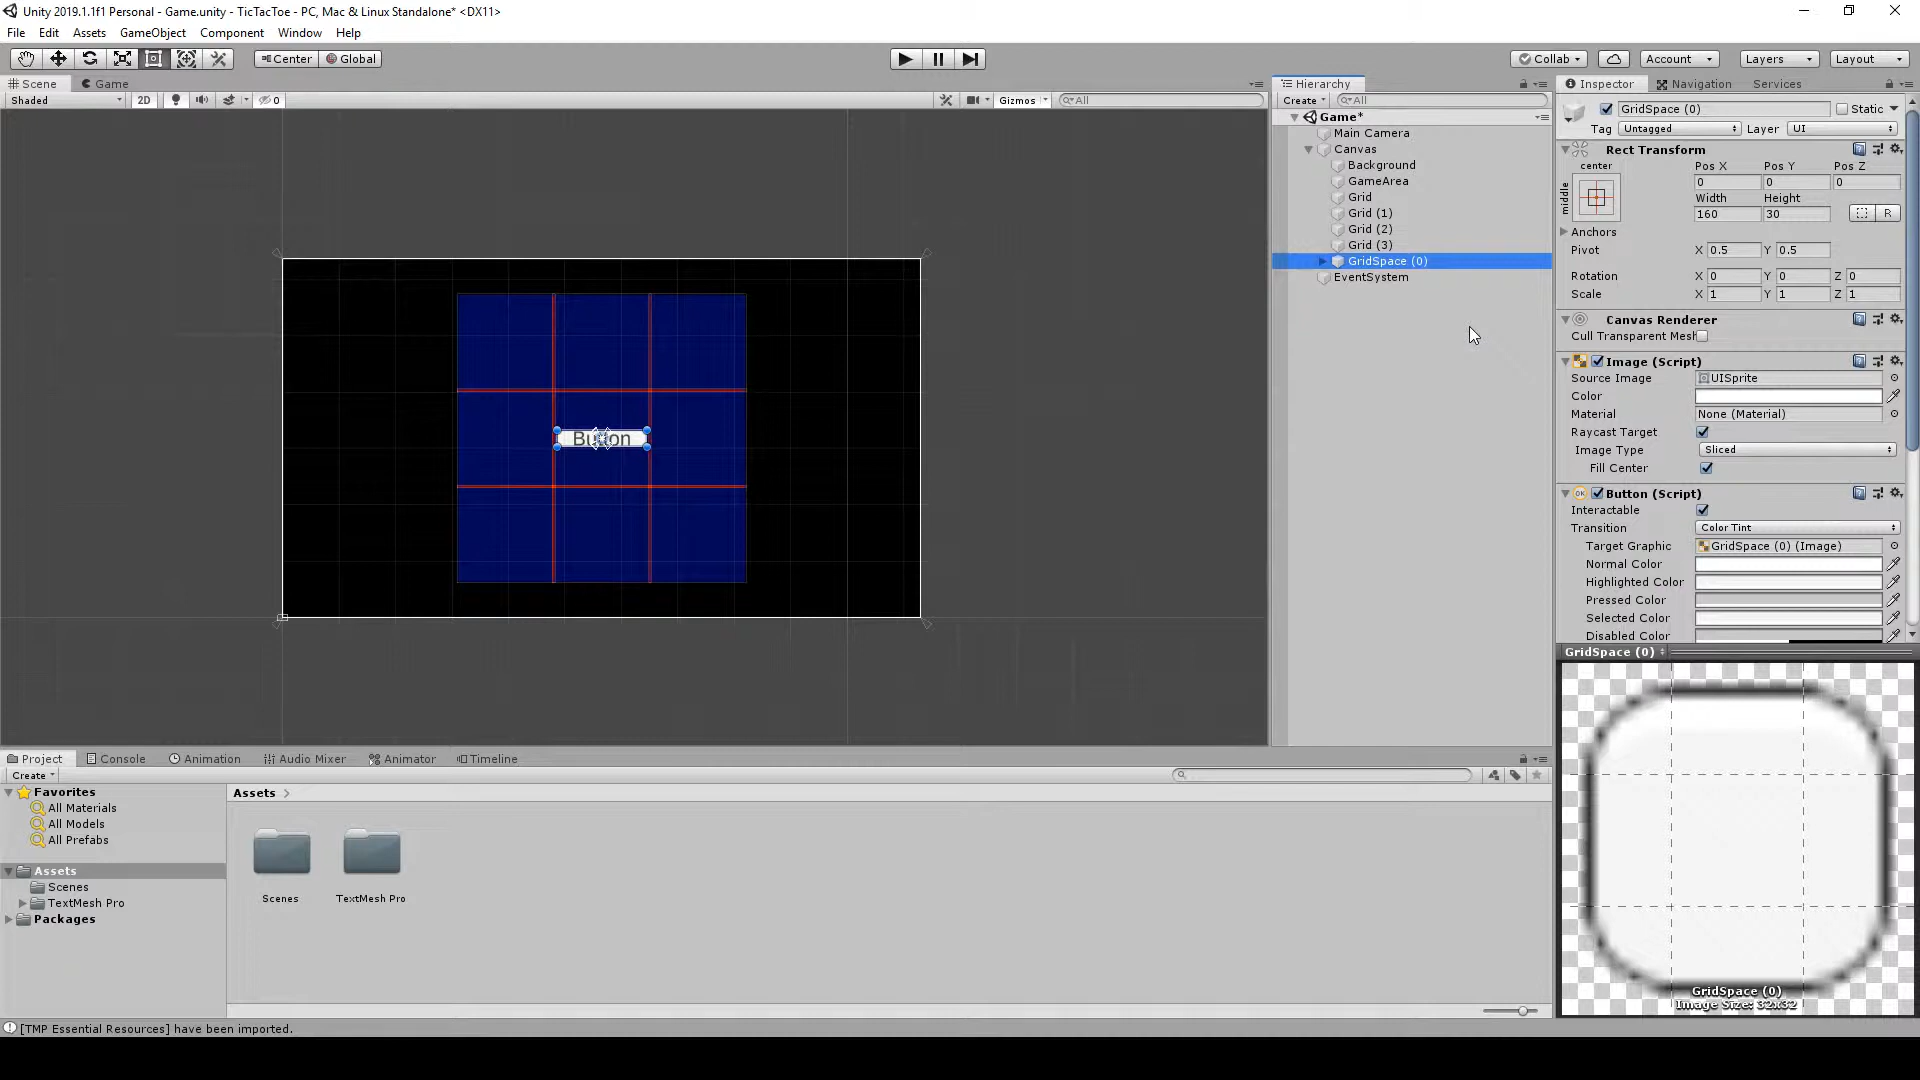 Unity 2019.1.1f1 Personal - Game.unity - TicTacToe - PC, Mac & Linux Standalone* <DX11>
File Edit Assets GameObject Component Window Help
Center Global Collab Account Layers Layout
Scene Game
Shaded 2D 0 Gizmos All
Button
Hierarchy
Create All
Game*
Main Camera
Canvas
Background
GameArea
Grid
Grid (1)
Grid (2)
Grid (3)
GridSpace (0)
EventSystem
Inspector Navigation Services
GridSpace (0) Static
Tag Untagged Layer UI
Rect Transform
center Pos X Pos Y Pos Z
middle 0 0 0
Width Height
160 30 R
Anchors
Pivot X 0.5 Y 0.5
Rotation X 0 Y 0 Z 0
Scale X 1 Y 1 Z 1
Canvas Renderer
Cull Transparent Mesh
Image (Script)
Source Image UISprite
Color
Material None (Material)
Raycast Target
Image Type Sliced
Fill Center
Button (Script)
Interactable
Transition Color Tint
Target Graphic GridSpace (0) (Image)
Normal Color
Highlighted Color
Pressed Color
Selected Color
Disabled Color
GridSpace (0)
GridSpace (0)
Image Size: 32x32
Project Console Animation Audio Mixer Animator Timeline
Create
Favorites
All Materials
All Models
All Prefabs
Assets
Scenes
TextMesh Pro
Packages
Assets
Scenes TextMesh Pro
[TMP Essential Resources] have been imported.